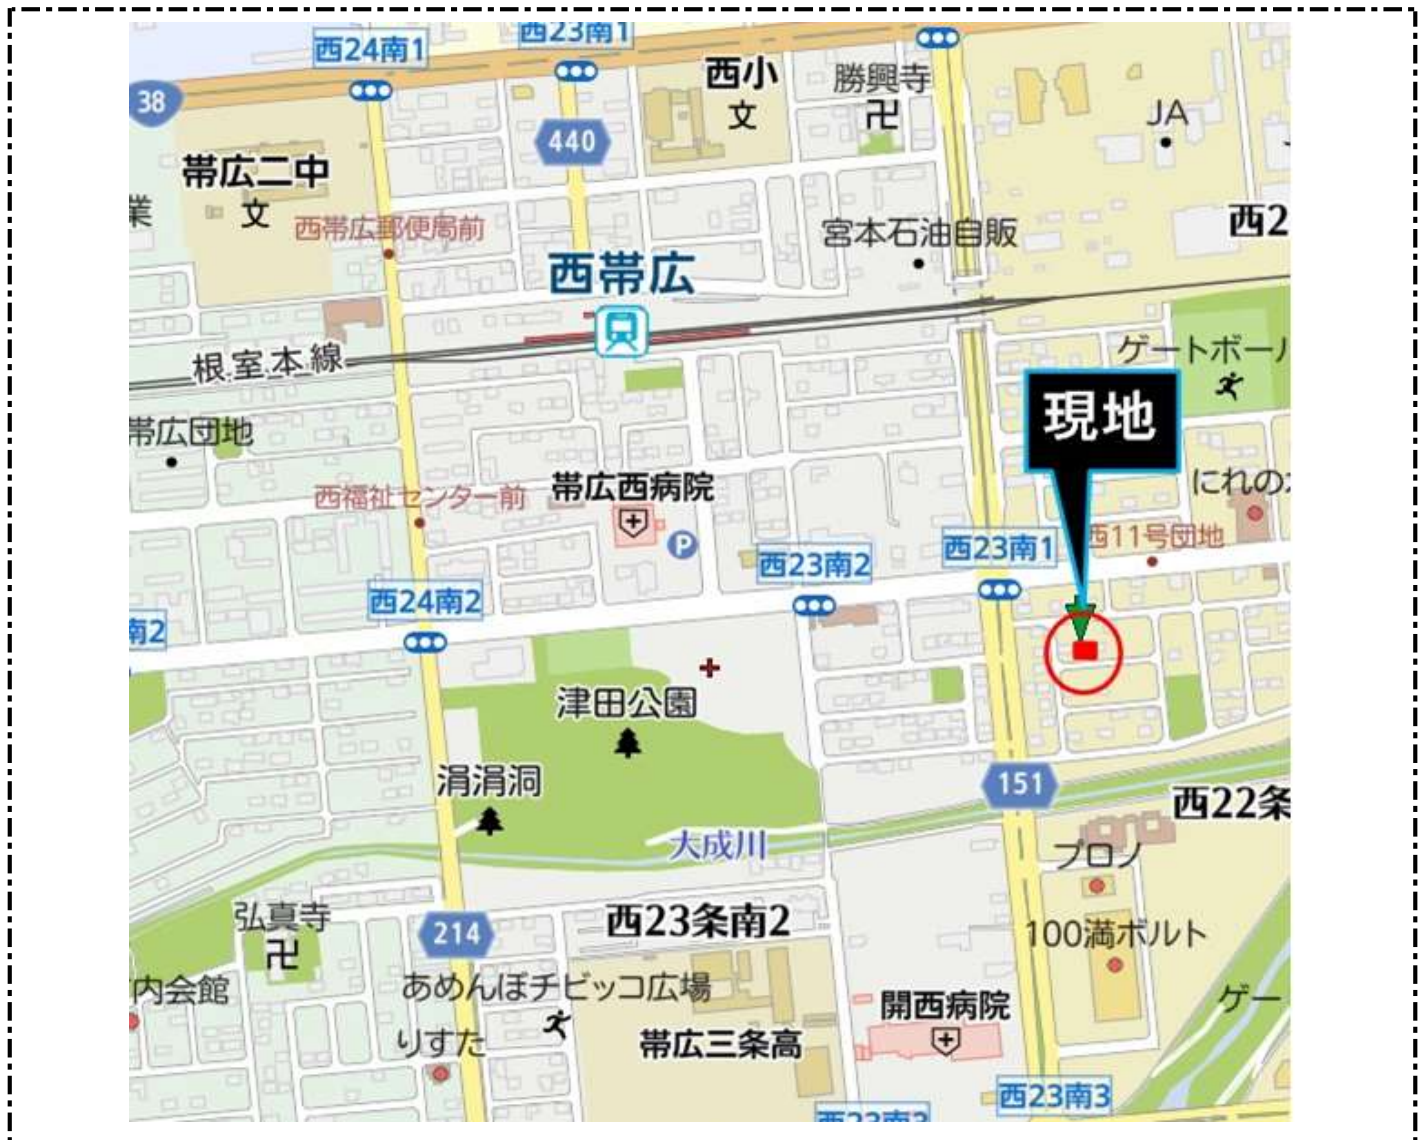 西24南1
西23南1
38
西小
文
勝興寺
JA
440
帯広二中
文
業
西帯広郵便局前
宮本石油自販
西2
西帯広
根室本線
ゲートボール
現地
帯広団地
西福祉センター前
帯広西病院
にれの
P
西23南2
西23南1
西11号団地
西24南2
南2
津田公園
涓涓洞
151
西22条
大成川
プロノ
弘真寺
214
西23条南2
100満ボルト
内会館
あめんぼチビッコ広場
開西病院
ゲー
りすた
帯広三条高
西23南3
西23南3